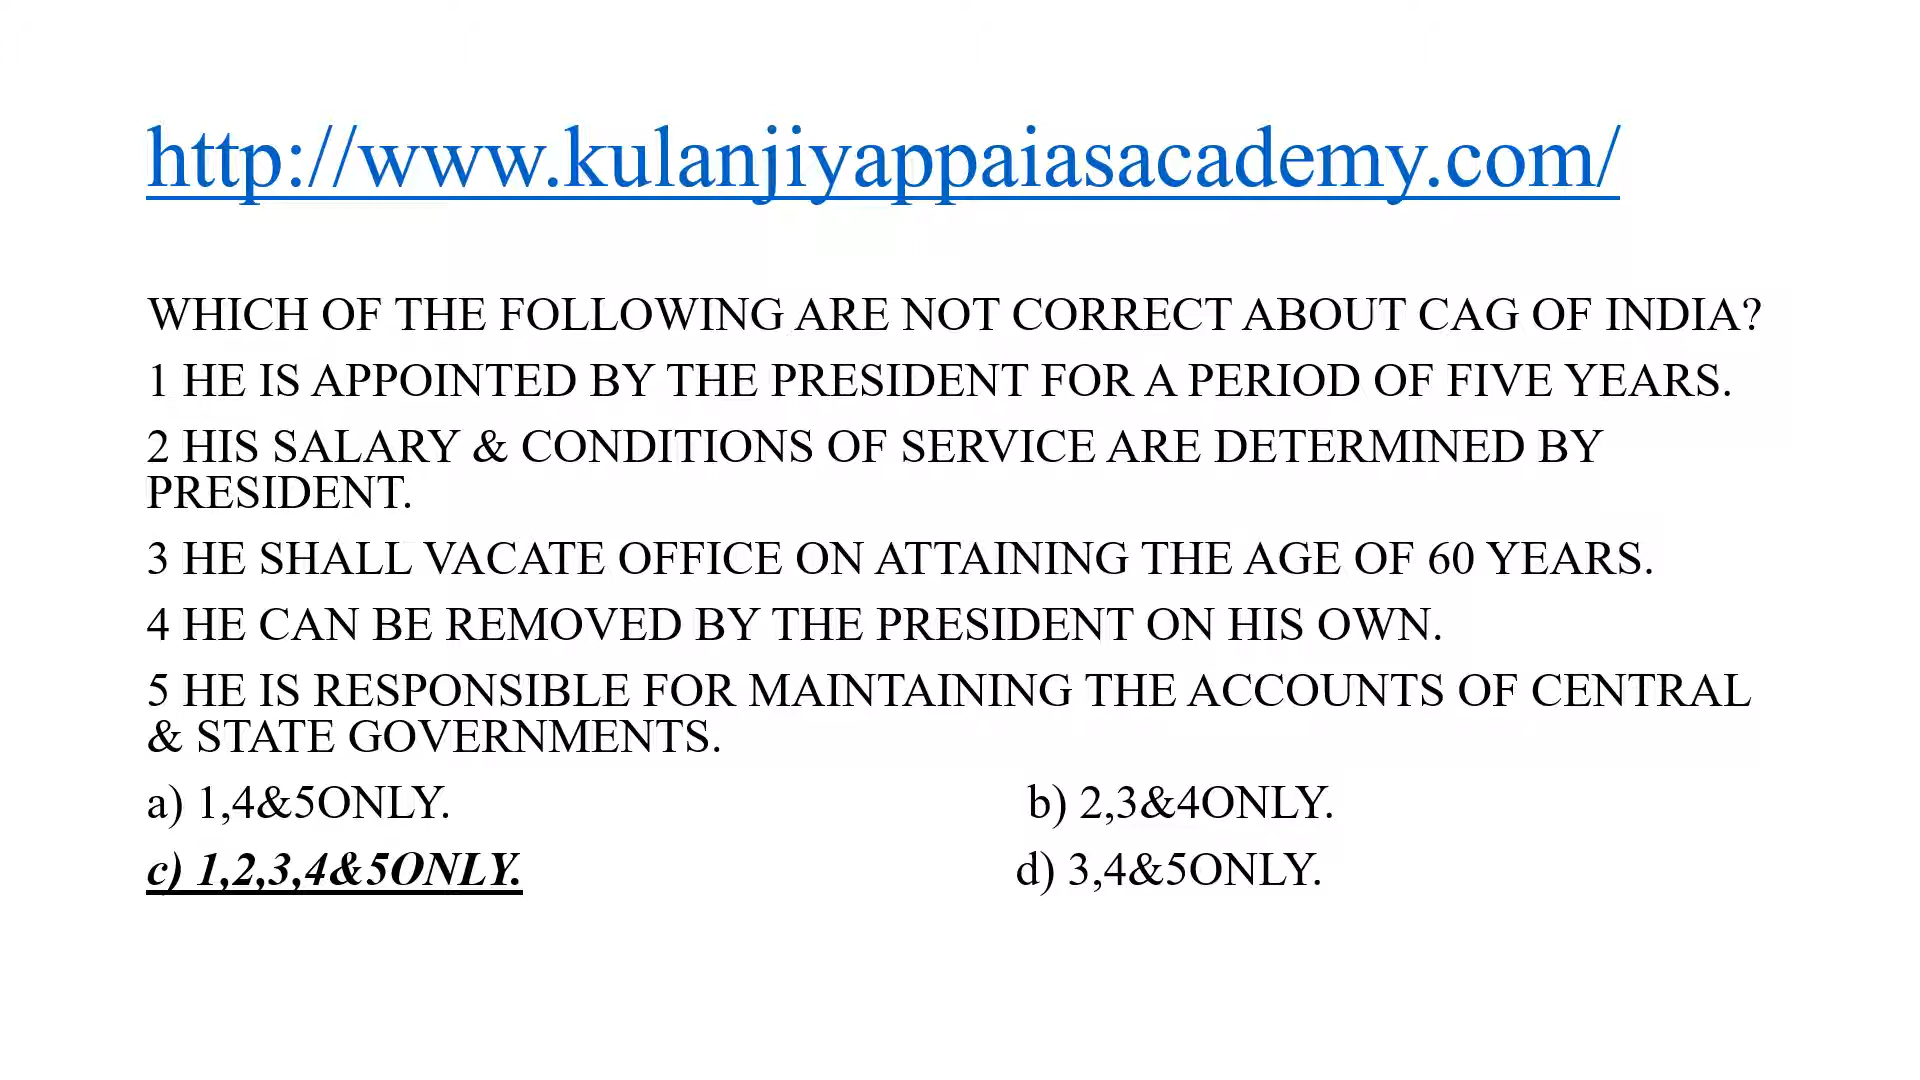 http://www.kulanjiyappaiasacademy.com/
WHICH OF THE FOLLOWING ARE NOT CORRECT ABOUT CAG OF INDIA?
1 HE IS APPOINTED BY THE PRESIDENT FOR A PERIOD OF FIVE YEARS.
2 HIS SALARY & CONDITIONS OF SERVICE ARE DETERMINED BY
PRESIDENT.
3 HE SHALL VACATE OFFICE ON ATTAINING THE AGE OF 60 YEARS.
4 HE CAN BE REMOVED BY THE PRESIDENT ON HIS OWN.
5 HE IS RESPONSIBLE FOR MAINTAINING THE ACCOUNTS OF CENTRAL
& STATE GOVERNMENTS.
a) 1,4&5ONLY. b) 2,3&4ONLY.
c) 1,2,3,4&5ONLY. d) 3,4&5ONLY.